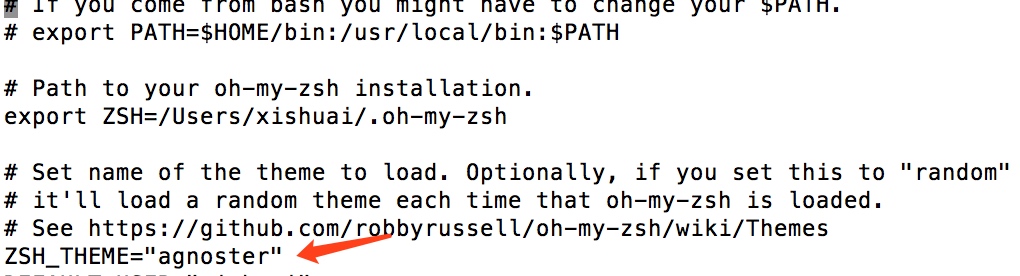 # If you come from bash you might have to change your $PATH.
# export PATH=$HOME/bin:/usr/local/bin:$PATH
# Path to your oh-my-zsh installation.
export ZSH=/Users/xishuai/.oh-my-zsh
# Set name of the theme to load. Optionally, if you set this to "random"
# it'll load a random theme each time that oh-my-zsh is loaded.
# See https://github.com/robbyrussell/oh-my-zsh/wiki/Themes
ZSH_THEME="agnoster"